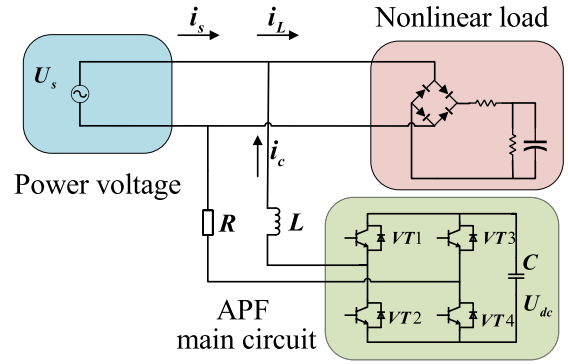 i_s
i_L
Nonlinear load
U_s
i_c
Power voltage
R
L
VT1
VT3
C
U_dc
APF
main circuit
VT2
VT4